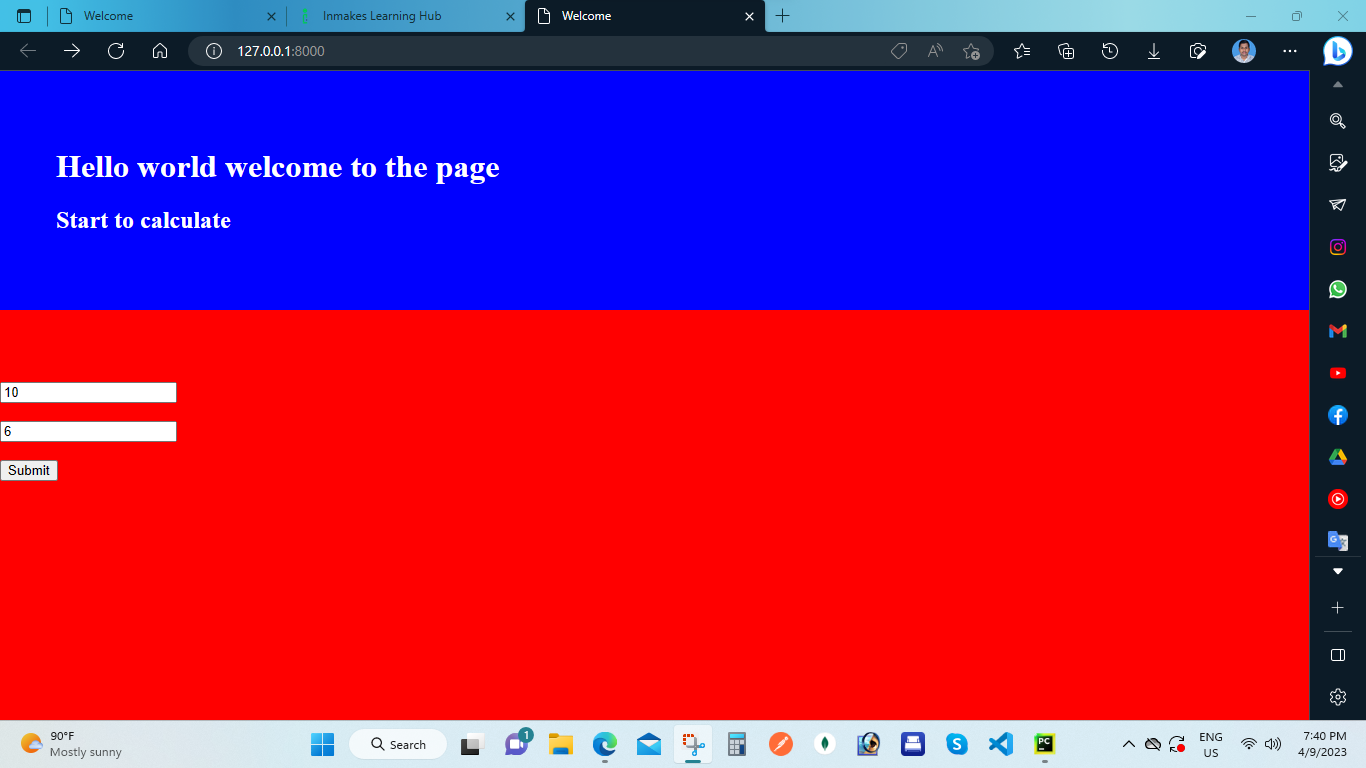 Welcome
Inmakes Learning Hub
Welcome
127.0.0.1:8000
Hello world welcome to the page
Start to calculate
10
6
Submit
90°F
Mostly sunny
Search
1
PC
ENG
US
7:40 PM
4/9/2023